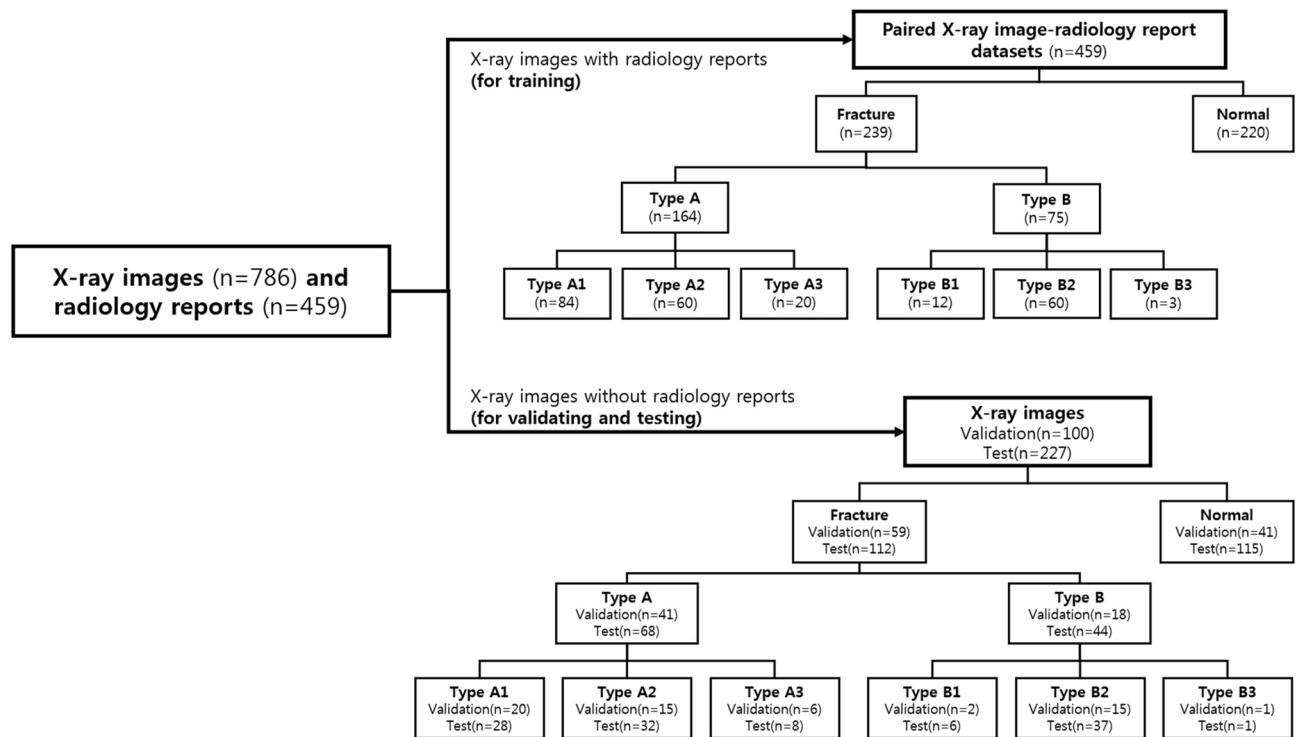 Paired X-ray image-radiology report
datasets (n=459)
X-ray images with radiology reports
(for training)
Fracture
(n=239)
Normal
(n=220)
Type A
(n=164)
Type B
(n=75)
Type A1
(n=84)
Type A2
(n=60)
Type A3
(n=20)
Type B1
(n=12)
Type B2
(n=60)
Type B3
(n=3)
X-ray images (n=786) and
radiology reports (n=459)
X-ray images without radiology reports
(for validating and testing)
X-ray images
Validation(n=100)
Test(n=227)
Fracture
Validation(n=59)
Test(n=112)
Normal
Validation(n=41)
Test(n=115)
Type A
Validation(n=41)
Test(n=68)
Type B
Validation(n=18)
Test(n=44)
Type A1
Validation(n=20)
Test(n=28)
Type A2
Validation(n=15)
Test(n=32)
Type A3
Validation(n=6)
Test(n=8)
Type B1
Validation(n=2)
Test(n=6)
Type B2
Validation(n=15)
Test(n=37)
Type B3
Validation(n=1)
Test(n=1)